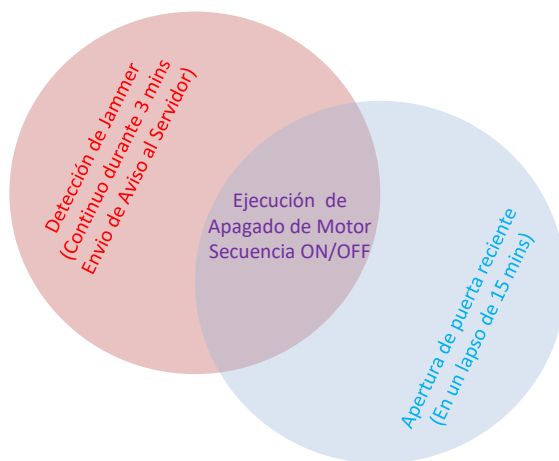 Detección de Jammer
(Continuo durante 3 mins
Envio de Aviso al Servidor)
Ejecución de
Apagado de Motor
Secuencia ON/OFF
Apertura de puerta reciente
(En un lapso de 15 mins)